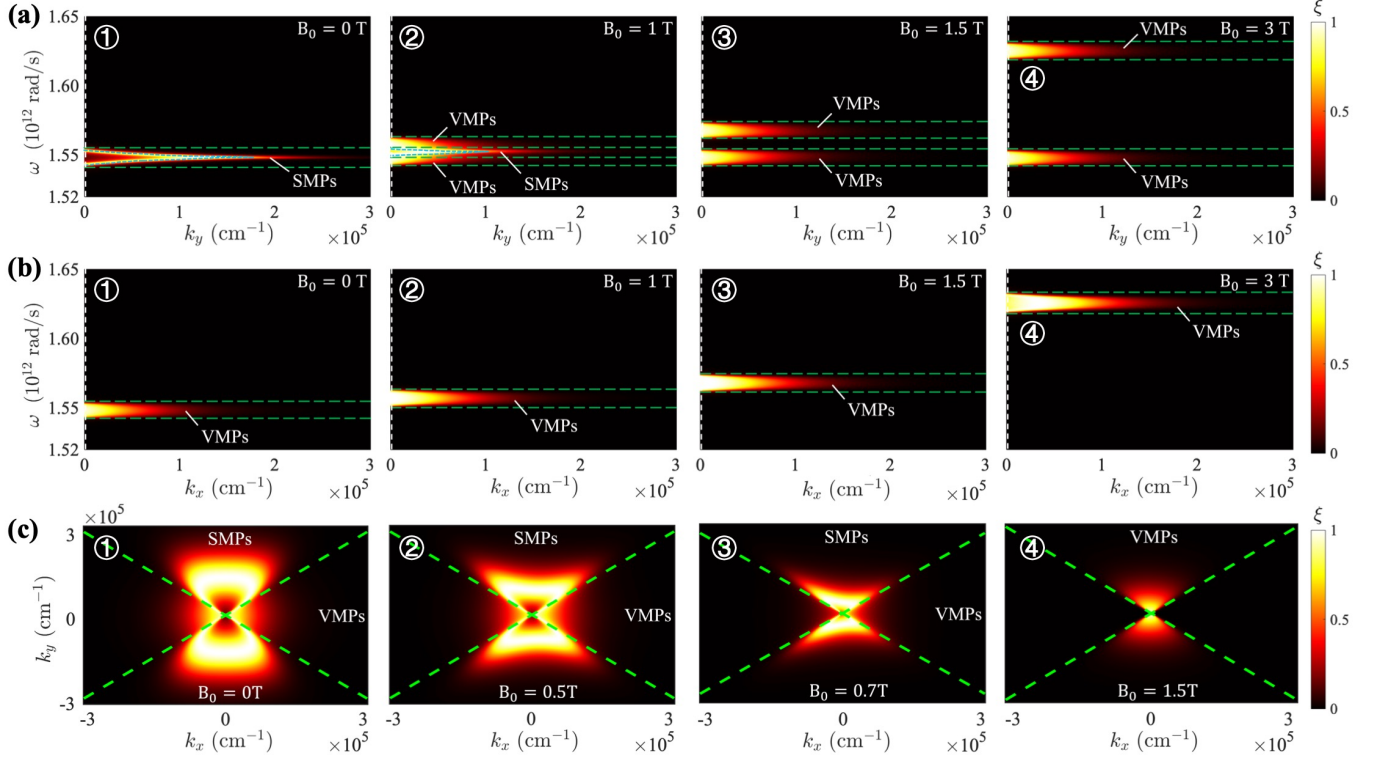 (a)
1.65
1.60
1.55
1.52
ω (10¹² rad/s)
① B₀ = 0 T
SMPs
0 1 2 3
k_y (cm⁻¹) ×10⁵
② B₀ = 1 T
VMPs
VMPs
SMPs
0 1 2 3
k_y (cm⁻¹) ×10⁵
③ B₀ = 1.5 T
VMPs
VMPs
0 1 2 3
k_y (cm⁻¹) ×10⁵
VMPs B₀ = 3 T
④
VMPs
0 1 2 3
k_y (cm⁻¹) ×10⁵
ξ
1
0.5
0
(b)
1.65
1.60
1.55
1.52
ω (10¹² rad/s)
① B₀ = 0 T
VMPs
0 1 2 3
k_x (cm⁻¹) ×10⁵
② B₀ = 1 T
VMPs
0 1 2 3
k_x (cm⁻¹) ×10⁵
③ B₀ = 1.5 T
VMPs
0 1 2 3
k_x (cm⁻¹) ×10⁵
B₀ = 3 T
④
VMPs
0 1 2 3
k_x (cm⁻¹) ×10⁵
ξ
1
0.5
0
(c)
×10⁵
3
0
-3
k_y (cm⁻¹)
① SMPs
VMPs
B₀ = 0T
-3 0 3
k_x (cm⁻¹) ×10⁵
② SMPs
VMPs
B₀ = 0.5T
-3 0 3
k_x (cm⁻¹) ×10⁵
③ SMPs
VMPs
B₀ = 0.7T
-3 0 3
k_x (cm⁻¹) ×10⁵
④ VMPs
B₀ = 1.5T
-3 0 3
k_x (cm⁻¹) ×10⁵
ξ
1
0.5
0